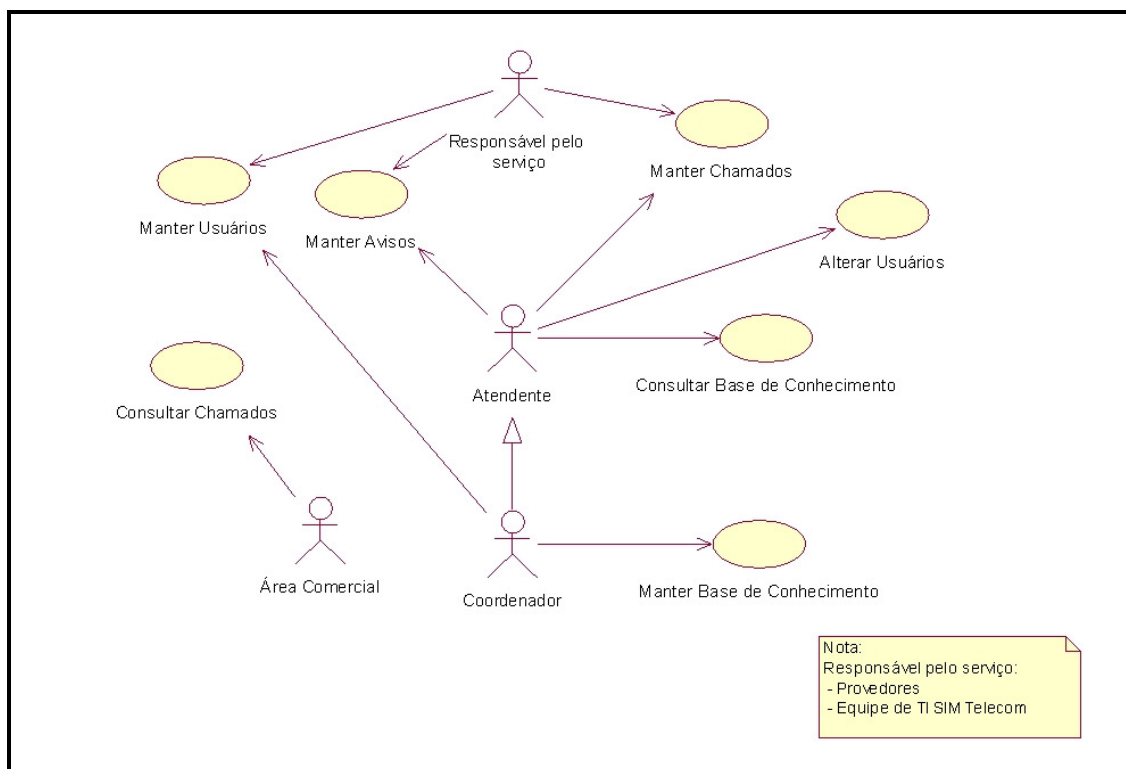 Responsável pelo
serviço
Manter Chamados
Manter Usuários
Manter Avisos
Alterar Usuários
Atendente
Consultar Base de Conhecimento
Consultar Chamados
Área Comercial
Coordenador
Manter Base de Conhecimento
Nota:
Responsável pelo serviço:
- Provedores
- Equipe de TI SIM Telecom